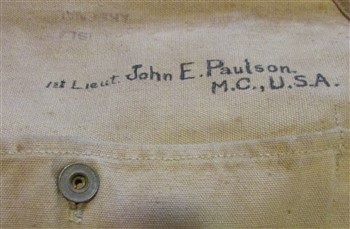 1st Lieut. John E. Paulson.
M.C., U.S.A.